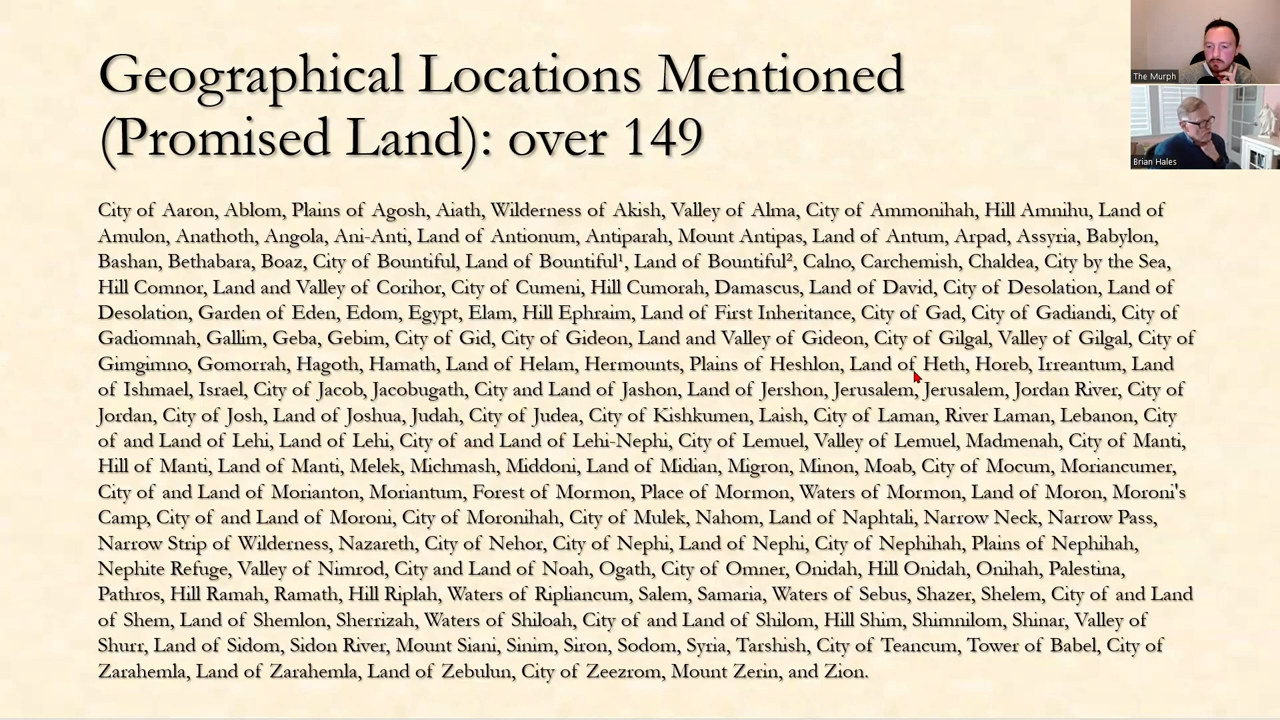 Geographical Locations Mentioned
(Promised Land): over 149
The Murph
Brian Hales
City of Aaron, Ablom, Plains of Agosh, Aiath, Wilderness of Akish, Valley of Alma, City of Ammonihah, Hill Amnihu, Land of
Amulon, Anathoth, Angola, Ani-Anti, Land of Antionum, Antiparah, Mount Antipas, Land of Antum, Arpad, Assyria, Babylon,
Bashan, Bethabara, Boaz, City of Bountiful, Land of Bountiful¹, Land of Bountiful², Calno, Carchemish, Chaldea, City by the Sea,
Hill Comnor, Land and Valley of Corihor, City of Cumeni, Hill Cumorah, Damascus, Land of David, City of Desolation, Land of
Desolation, Garden of Eden, Edom, Egypt, Elam, Hill Ephraim, Land of First Inheritance, City of Gad, City of Gadiandi, City of
Gadiomnah, Gallim, Geba, Gebim, City of Gid, City of Gideon, Land and Valley of Gideon, City of Gilgal, Valley of Gilgal, City of
Gimgimno, Gomorrah, Hagoth, Hamath, Land of Helam, Hermounts, Plains of Heshlon, Land of Heth, Horeb, Irreantum, Land
of Ishmael, Israel, City of Jacob, Jacobugath, City and Land of Jashon, Land of Jershon, Jerusalem, Jerusalem, Jordan River, City of
Jordan, City of Josh, Land of Joshua, Judah, City of Judea, City of Kishkumen, Laish, City of Laman, River Laman, Lebanon, City
of and Land of Lehi, Land of Lehi, City of and Land of Lehi-Nephi, City of Lemuel, Valley of Lemuel, Madmenah, City of Manti,
Hill of Manti, Land of Manti, Melek, Michmash, Middoni, Land of Midian, Migron, Minon, Moab, City of Mocum, Moriancumer,
City of and Land of Morianton, Moriantum, Forest of Mormon, Place of Mormon, Waters of Mormon, Land of Moron, Moroni's
Camp, City of and Land of Moroni, City of Moronihah, City of Mulek, Nahom, Land of Naphtali, Narrow Neck, Narrow Pass,
Narrow Strip of Wilderness, Nazareth, City of Nehor, City of Nephi, Land of Nephi, City of Nephihah, Plains of Nephihah,
Nephite Refuge, Valley of Nimrod, City and Land of Noah, Ogath, City of Omner, Onidah, Hill Onidah, Onihah, Palestina,
Pathros, Hill Ramah, Ramath, Hill Riplah, Waters of Ripliancum, Salem, Samaria, Waters of Sebus, Shazer, Shelem, City of and Land
of Shem, Land of Shemlon, Sherrizah, Waters of Shiloah, City of and Land of Shilom, Hill Shim, Shimnilom, Shinar, Valley of
Shurr, Land of Sidom, Sidon River, Mount Siani, Sinim, Siron, Sodom, Syria, Tarshish, City of Teancum, Tower of Babel, City of
Zarahemla, Land of Zarahemla, Land of Zebulun, City of Zeezrom, Mount Zerin, and Zion.